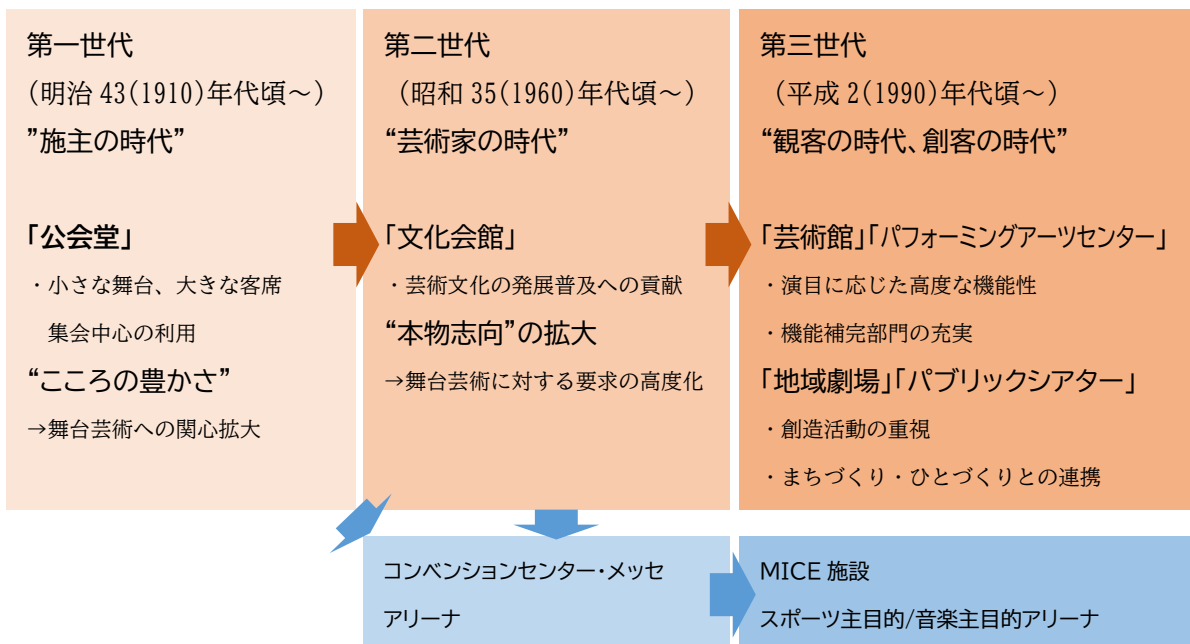 第一世代
（明治 43(1910)年代頃～）
”施主の時代”
「公会堂」
・小さな舞台、大きな客席
集会中心の利用
“こころの豊かさ”
→舞台芸術への関心拡大
第二世代
（昭和 35(1960)年代頃～）
“芸術家の時代”
「文化会館」
・芸術文化の発展普及への貢献
“本物志向”の拡大
→舞台芸術に対する要求の高度化
第三世代
（平成 2(1990)年代頃～）
“観客の時代、創客の時代”
「芸術館」「パフォーミングアーツセンター」
・演目に応じた高度な機能性
・機能補完部門の充実
「地域劇場」「パブリックシアター」
・創造活動の重視
・まちづくり・ひとづくりとの連携
コンベンションセンター・メッセ
アリーナ
MICE 施設
スポーツ主目的/音楽主目的アリーナ